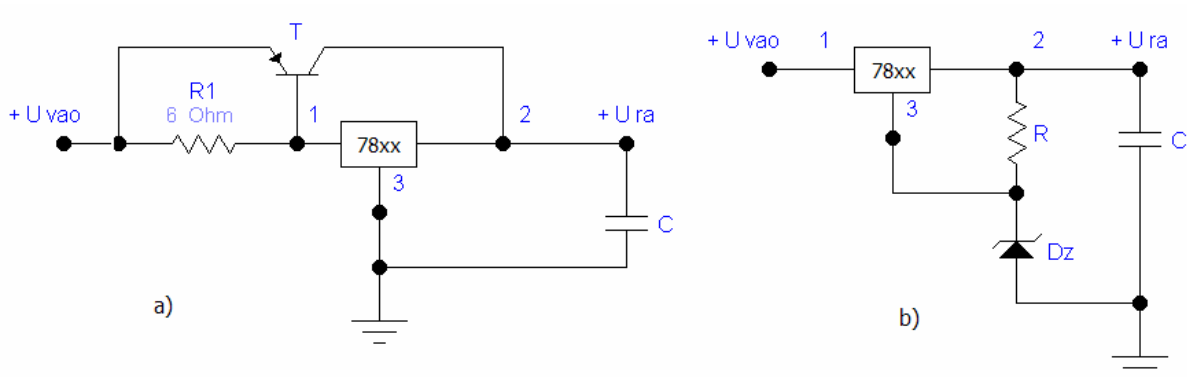 T
R1
6 Ohm
+ U vao
1
78xx
2
+ U ra
3
C
a)
+ U vao
1
78xx
2
+ U ra
3
R
C
Dz
b)